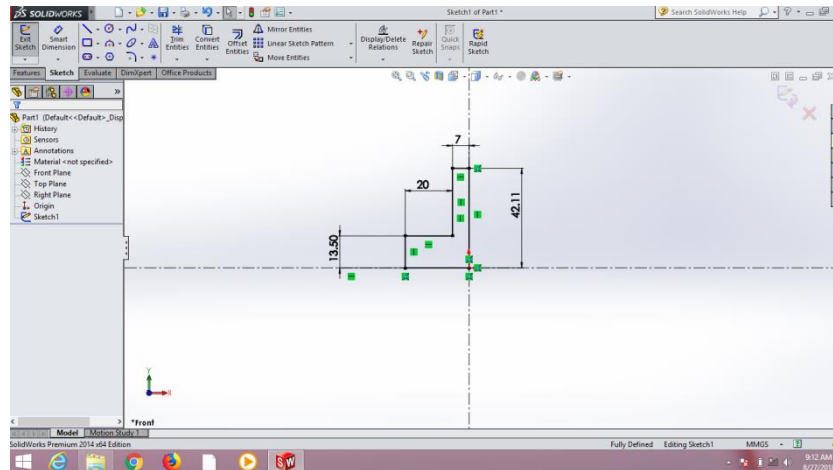 SOLIDWORKS
Sketch1 of Part1 *
Search SolidWorks Help
Exit Sketch
Smart Dimension
Trim Entities
Convert Entities
Offset Entities
Mirror Entities
Linear Sketch Pattern
Move Entities
Display/Delete Relations
Repair Sketch
Quick Snaps
Rapid Sketch
Features Sketch Evaluate DimXpert Office Products
Part1 (Default<<Default>_Disp
History
Sensors
Annotations
Material <not specified>
Front Plane
Top Plane
Right Plane
Origin
Sketch1
7
20
42.11
13.50
Y
X
*Front
Model Motion Study 1
SolidWorks Premium 2014 x64 Edition
Fully Defined Editing Sketch1 MMGS
9:12 AM